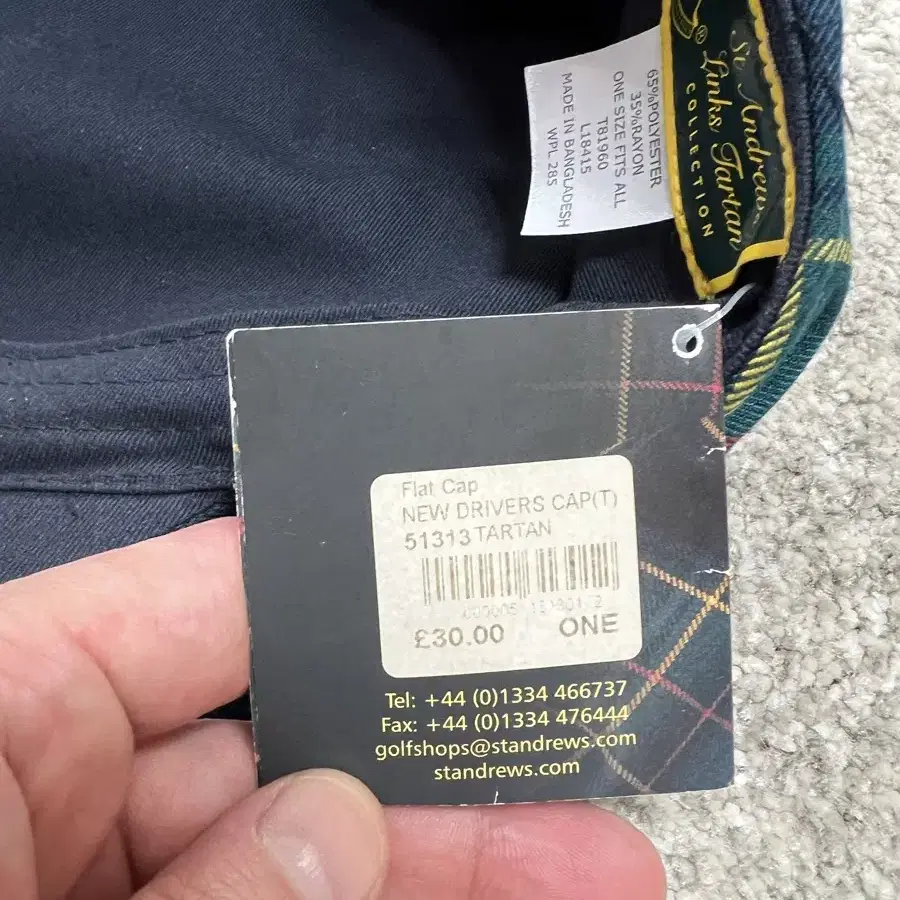 65%POLYESTER
35%RAYON
ONE SIZE FITS ALL
T81960
L18415
MADE IN BANGLADESH
WPL 285
®
St Andrews
Links Tartan
COLLECTION
Flat Cap
NEW DRIVERS CAP(T)
51313 TARTAN
£30.00 ONE
Tel: +44 (0)1334 466737
Fax: +44 (0)1334 476444
golfshops@standrews.com
standrews.com